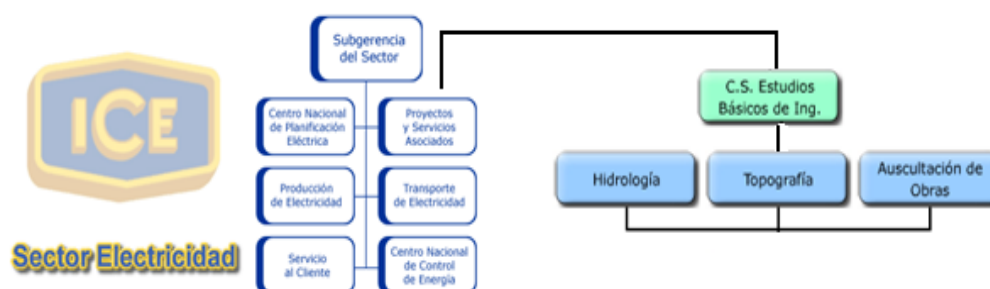 ICE
Sector Electricidad
Subgerencia
del Sector
Centro Nacional
de Planificación
Eléctrica
Proyectos
y Servicios
Asociados
Producción
de Electricidad
Transporte
de Electricidad
Servicio
al Cliente
Centro Nacional
de Control
de Energía
C.S. Estudios
Básicos de Ing.
Hidrología
Topografía
Auscultación de
Obras